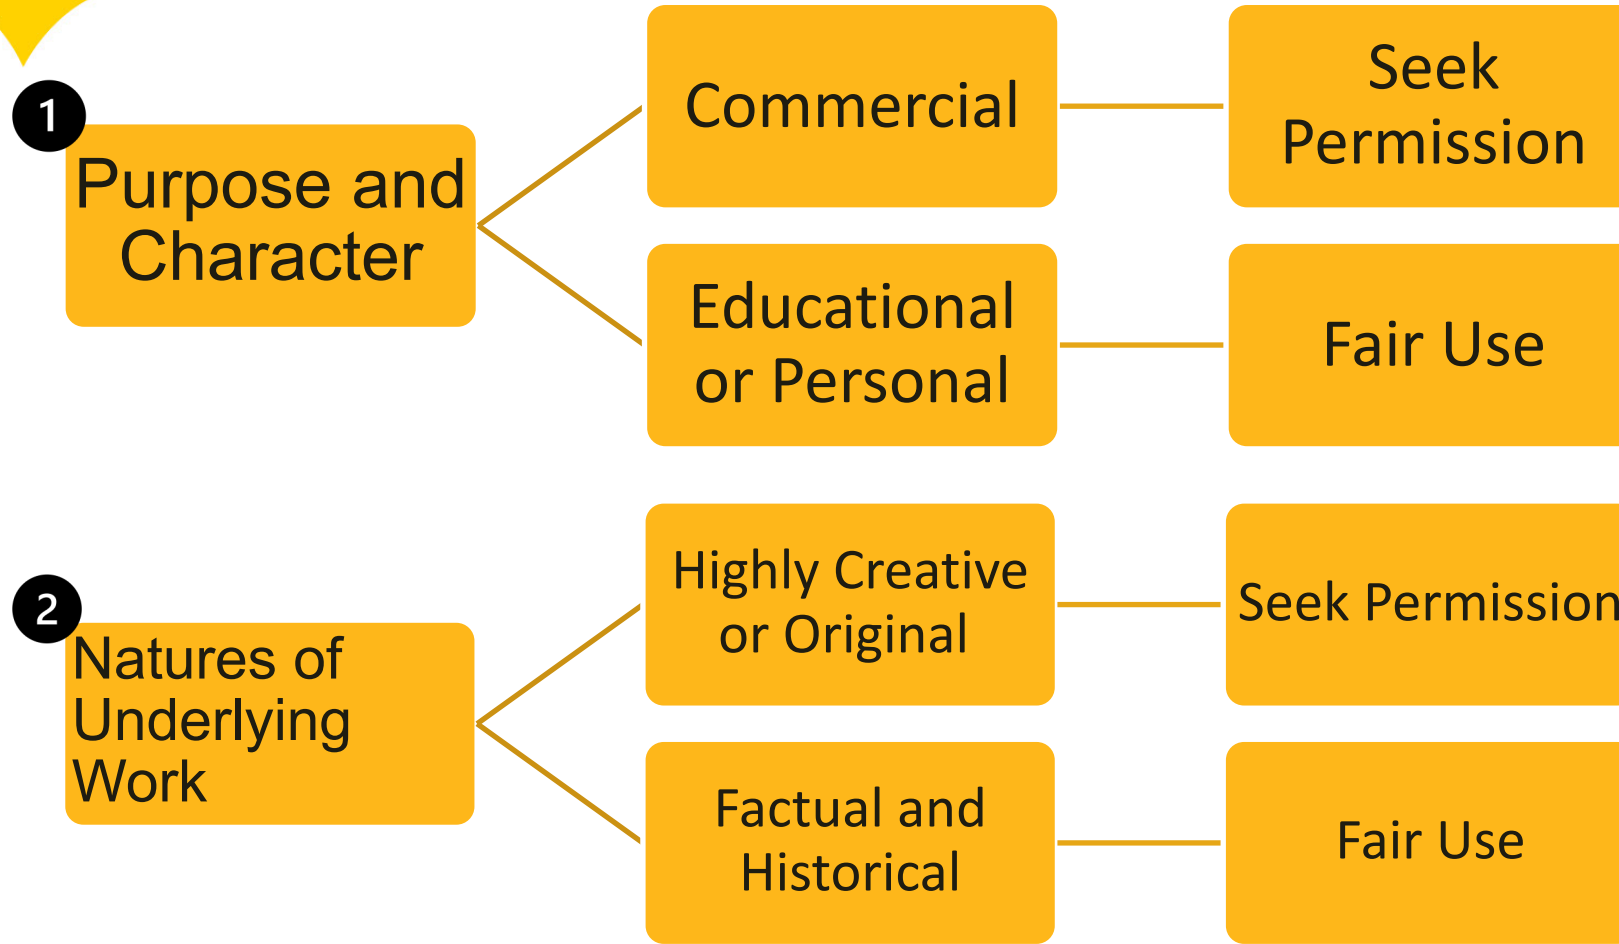 1
Purpose and
Character
Commercial
Seek
Permission
Educational
or Personal
Fair Use
2
Natures of
Underlying
Work
Highly Creative
or Original
Seek Permission
Factual and
Historical
Fair Use